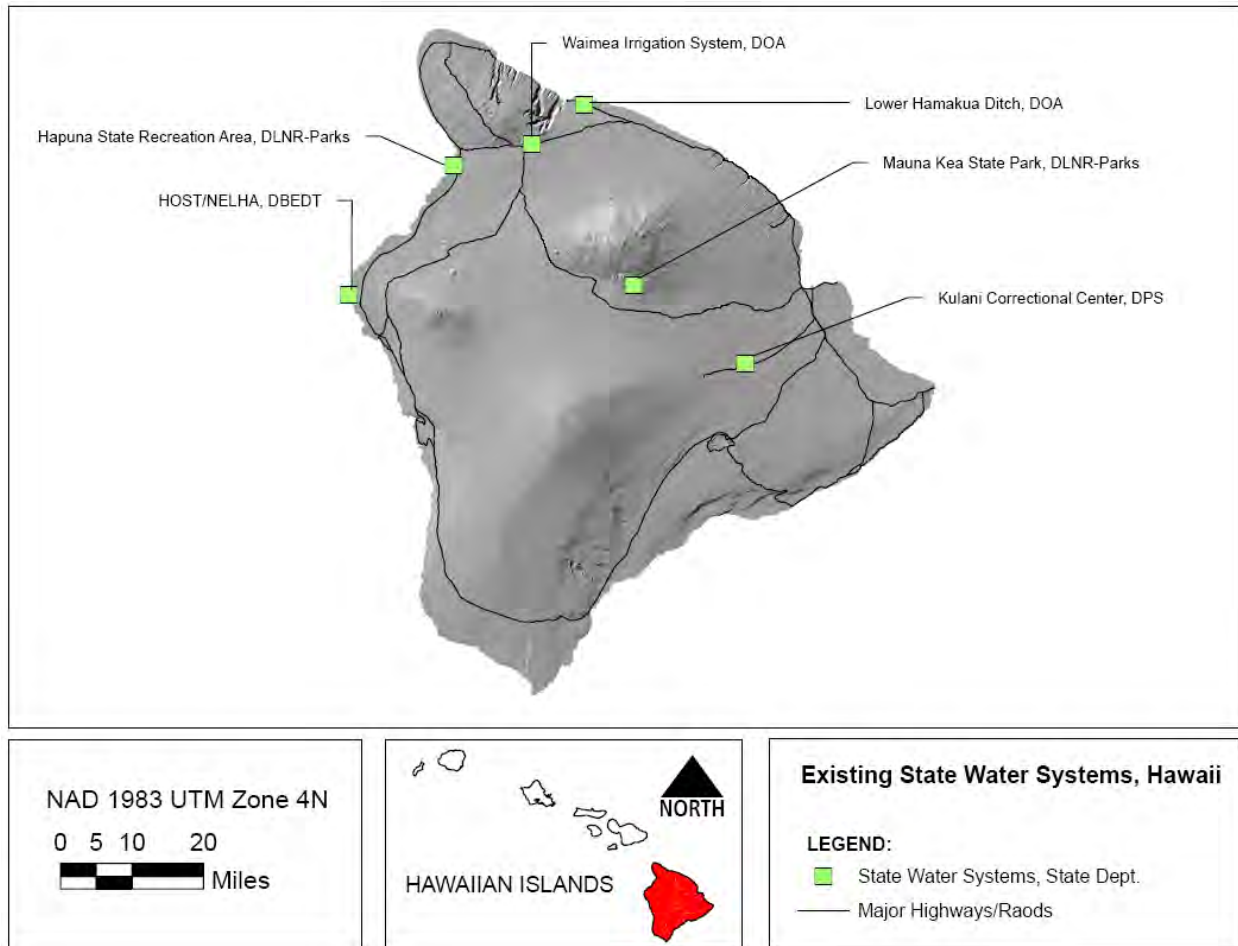 Waimea Irrigation System, DOA
Lower Hamakua Ditch, DOA
Hapuna State Recreation Area, DLNR-Parks
Mauna Kea State Park, DLNR-Parks
HOST/NELHA, DBEDT
Kulani Correctional Center, DPS
NAD 1983 UTM Zone 4N
0 5 10 20
Miles
NORTH
HAWAIIAN ISLANDS
Existing State Water Systems, Hawaii
LEGEND:
State Water Systems, State Dept.
Major Highways/Raods